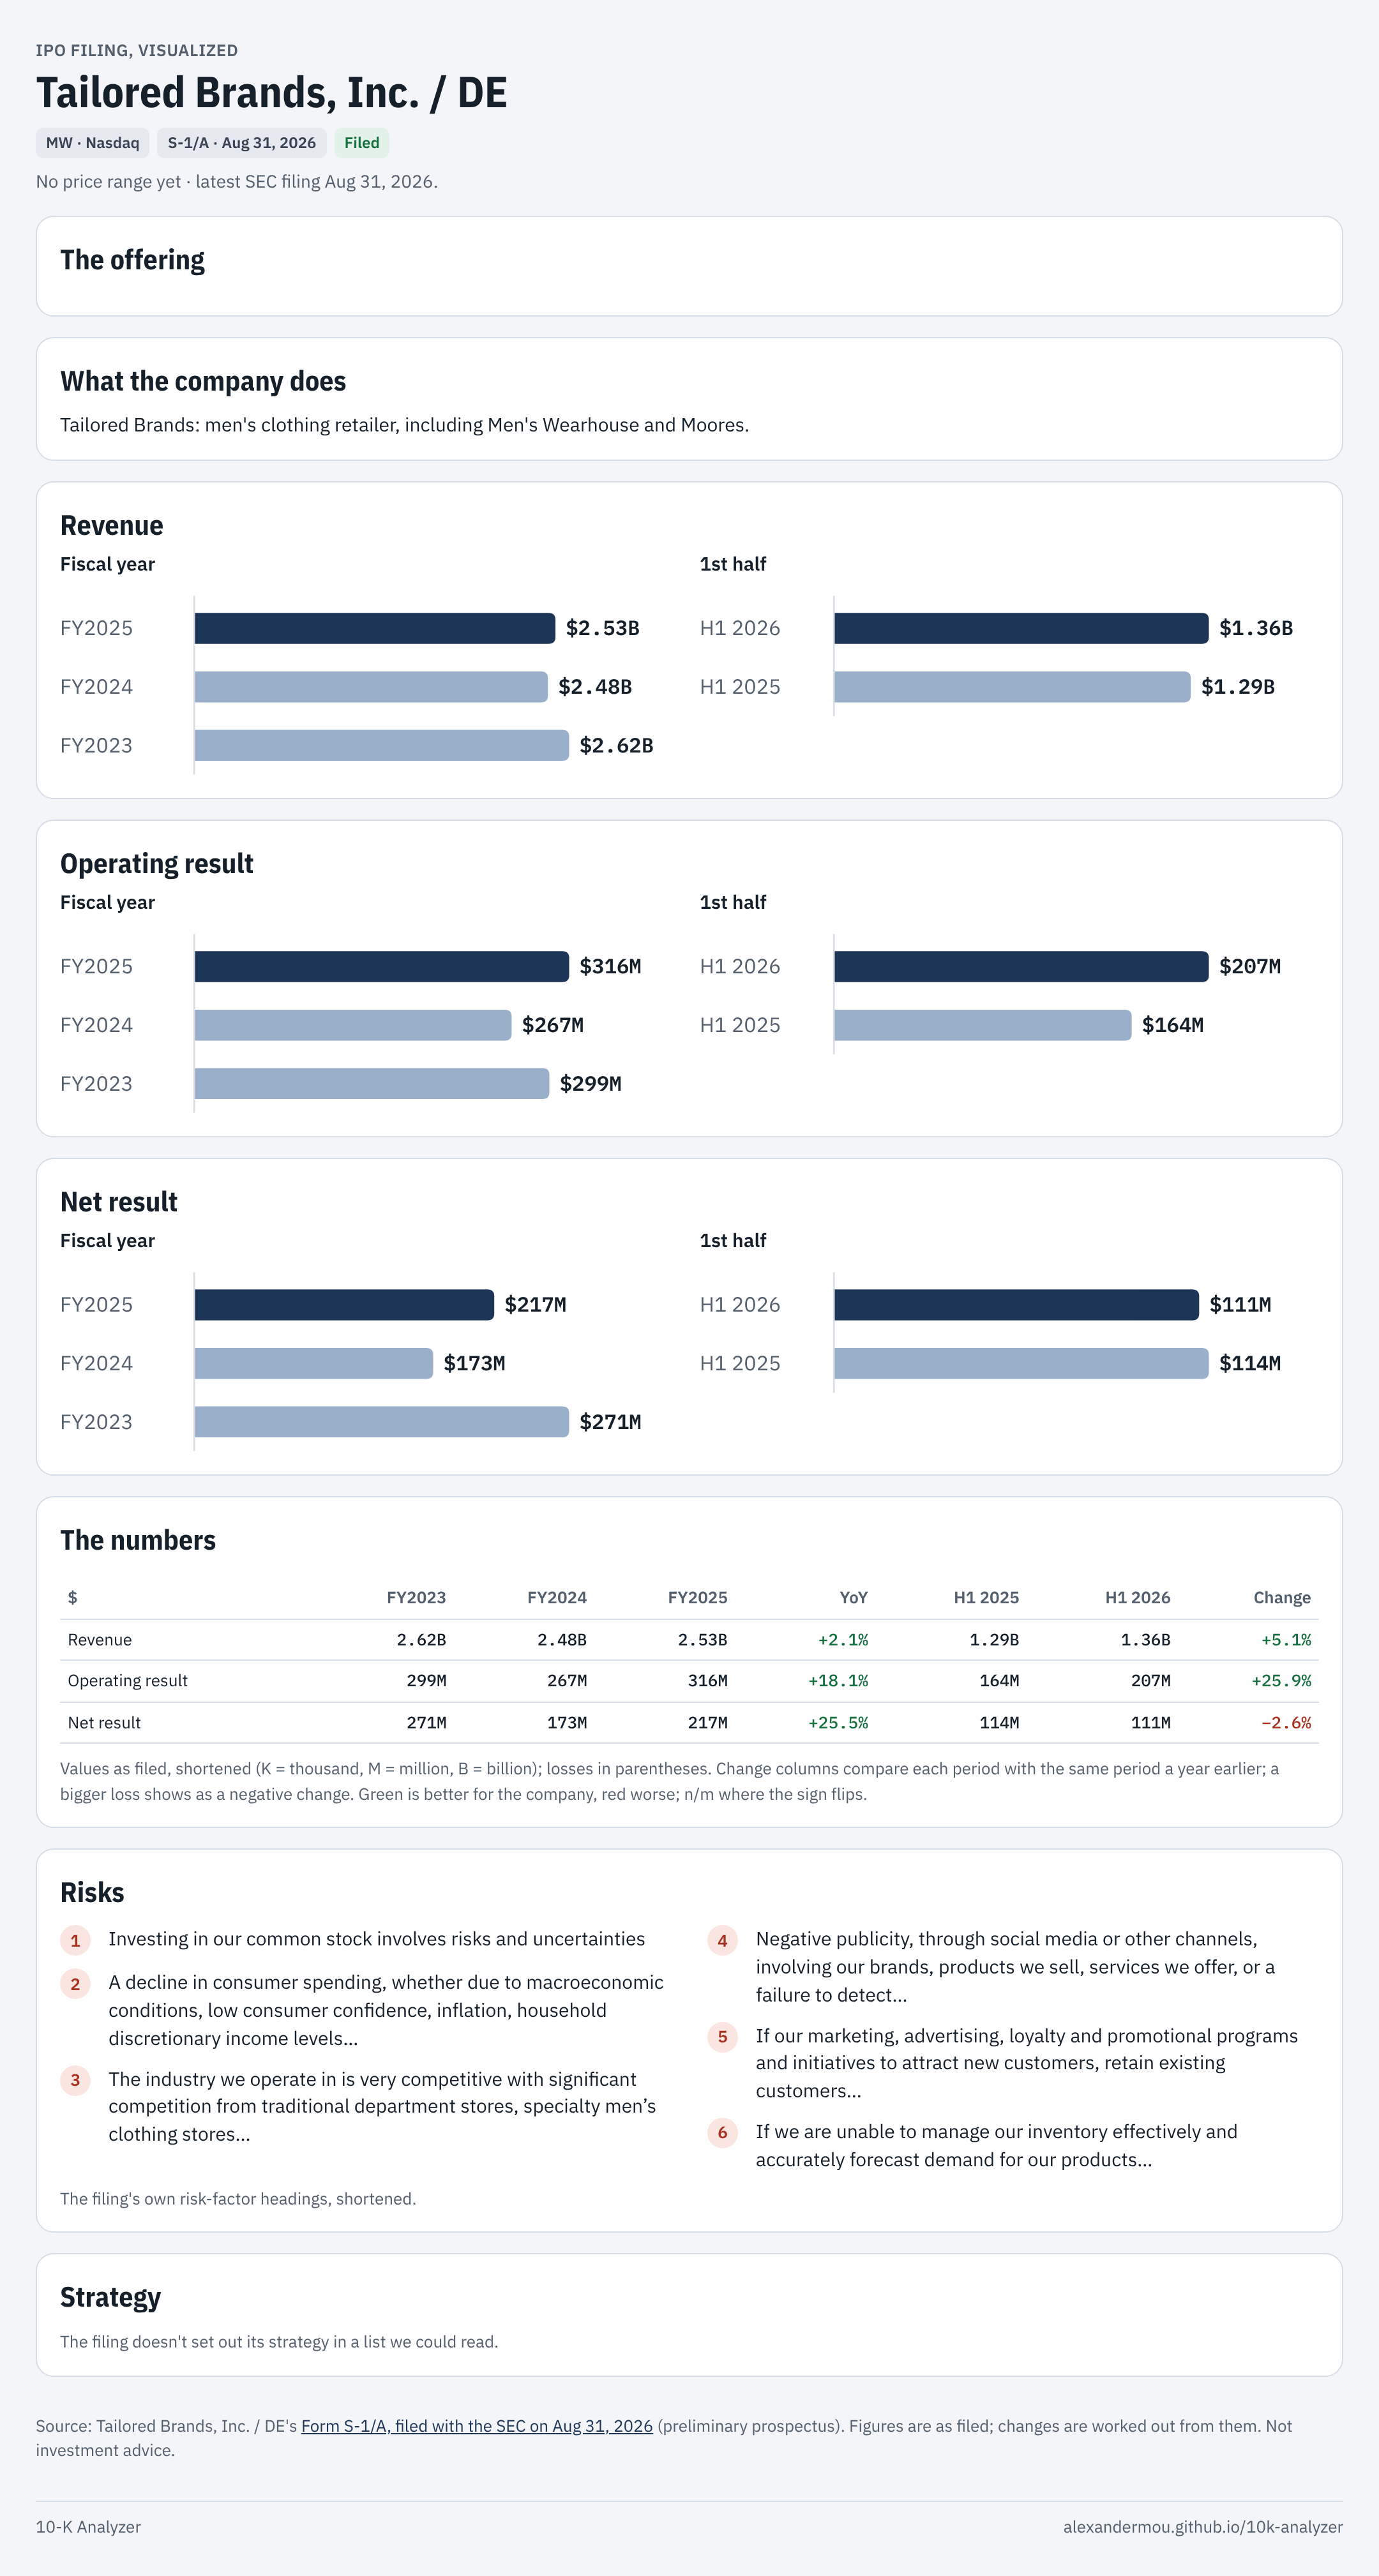 IPO FILING, VISUALIZED
Tailored Brands, Inc. / DE
MW · Nasdaq
S-1/A · Aug 31, 2026
Filed
No price range yet · latest SEC filing Aug 31, 2026.
The offering
What the company does
Tailored Brands: men's clothing retailer, including Men's Wearhouse and Moores.
Revenue
Fiscal year
FY2025 $2.53B
FY2024 $2.48B
FY2023 $2.62B
1st half
H1 2026 $1.36B
H1 2025 $1.29B
Operating result
Fiscal year
FY2025 $316M
FY2024 $267M
FY2023 $299M
1st half
H1 2026 $207M
H1 2025 $164M
Net result
Fiscal year
FY2025 $217M
FY2024 $173M
FY2023 $271M
1st half
H1 2026 $111M
H1 2025 $114M
The numbers
$ FY2023 FY2024 FY2025 YoY H1 2025 H1 2026 Change
Revenue 2.62B 2.48B 2.53B +2.1% 1.29B 1.36B +5.1%
Operating result 299M 267M 316M +18.1% 164M 207M +25.9%
Net result 271M 173M 217M +25.5% 114M 111M −2.6%
Values as filed, shortened (K = thousand, M = million, B = billion); losses in parentheses. Change columns compare each period with the same period a year earlier; a
bigger loss shows as a negative change. Green is better for the company, red worse; n/m where the sign flips.
Risks
1 Investing in our common stock involves risks and uncertainties
2 A decline in consumer spending, whether due to macroeconomic
conditions, low consumer confidence, inflation, household
discretionary income levels…
3 The industry we operate in is very competitive with significant
competition from traditional department stores, specialty men’s
clothing stores…
4 Negative publicity, through social media or other channels,
involving our brands, products we sell, services we offer, or a
failure to detect…
5 If our marketing, advertising, loyalty and promotional programs
and initiatives to attract new customers, retain existing
customers…
6 If we are unable to manage our inventory effectively and
accurately forecast demand for our products…
The filing's own risk-factor headings, shortened.
Strategy
The filing doesn't set out its strategy in a list we could read.
Source: Tailored Brands, Inc. / DE's Form S-1/A, filed with the SEC on Aug 31, 2026 (preliminary prospectus). Figures are as filed; changes are worked out from them. Not
investment advice.
10-K Analyzer
alexandermou.github.io/10k-analyzer